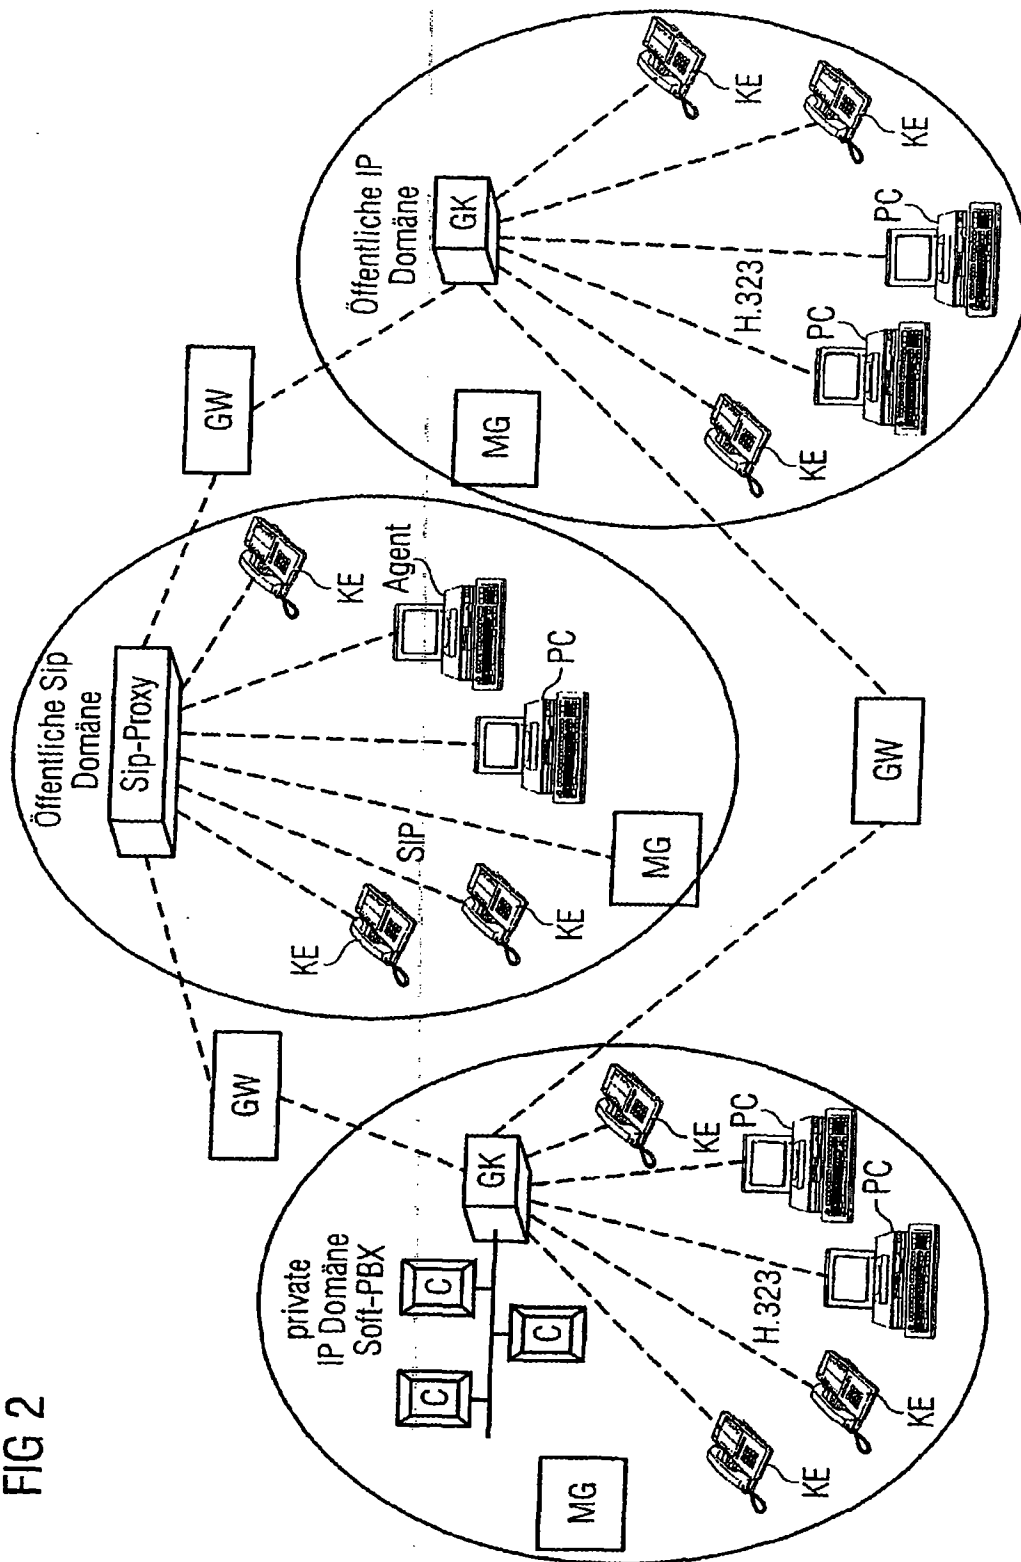 FIG 2
private
IP Domäne
Soft-PBX
C
C
C
GK
MG
H.323
KE
KE
KE
PC
PC
GW
Öffentliche Sip
Domäne
Sip-Proxy
SIP
KE
KE
KE
MG
PC
Agent
GW
GW
Öffentliche IP
Domäne
GK
MG
H.323
KE
KE
KE
PC
PC